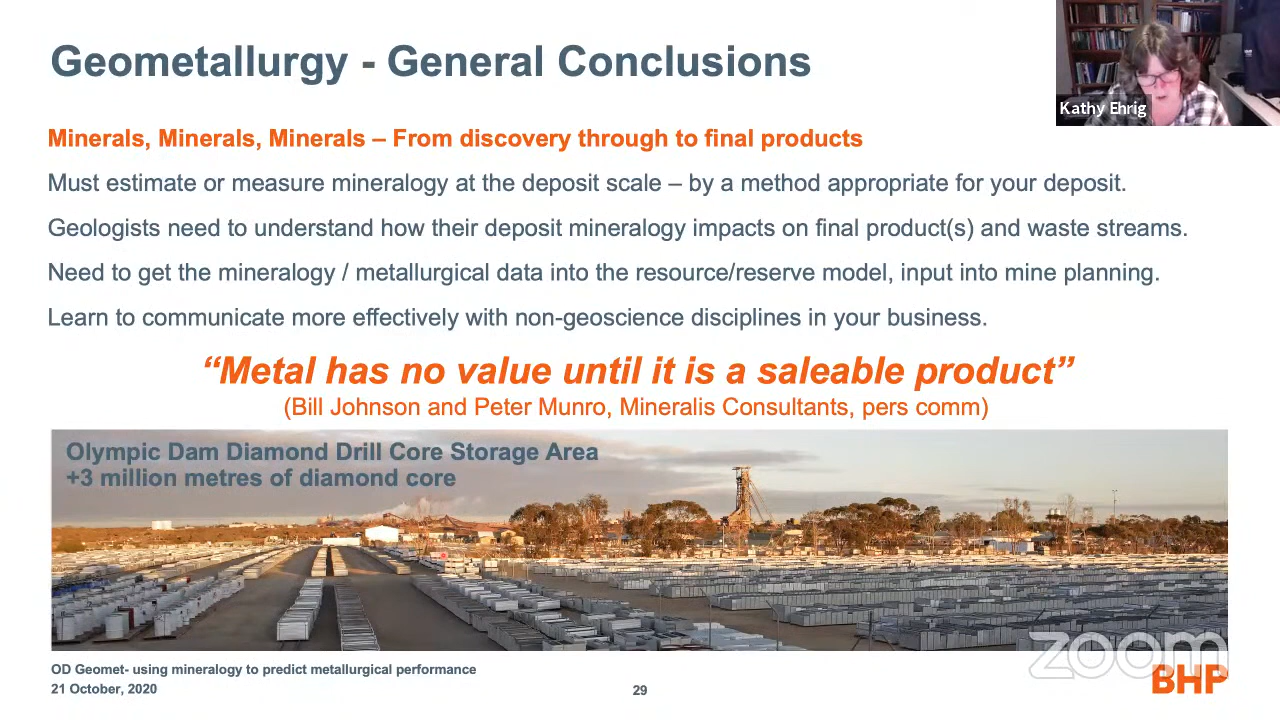 Geometallurgy - General Conclusions
Kathy Ehrig
Minerals, Minerals, Minerals – From discovery through to final products
Must estimate or measure mineralogy at the deposit scale – by a method appropriate for your deposit.
Geologists need to understand how their deposit mineralogy impacts on final product(s) and waste streams.
Need to get the mineralogy / metallurgical data into the resource/reserve model, input into mine planning.
Learn to communicate more effectively with non-geoscience disciplines in your business.
“Metal has no value until it is a saleable product”
(Bill Johnson and Peter Munro, Mineralis Consultants, pers comm)
Olympic Dam Diamond Drill Core Storage Area
+3 million metres of diamond core
zoom
OD Geomet- using mineralogy to predict metallurgical performance
21 October, 2020
29
BHP